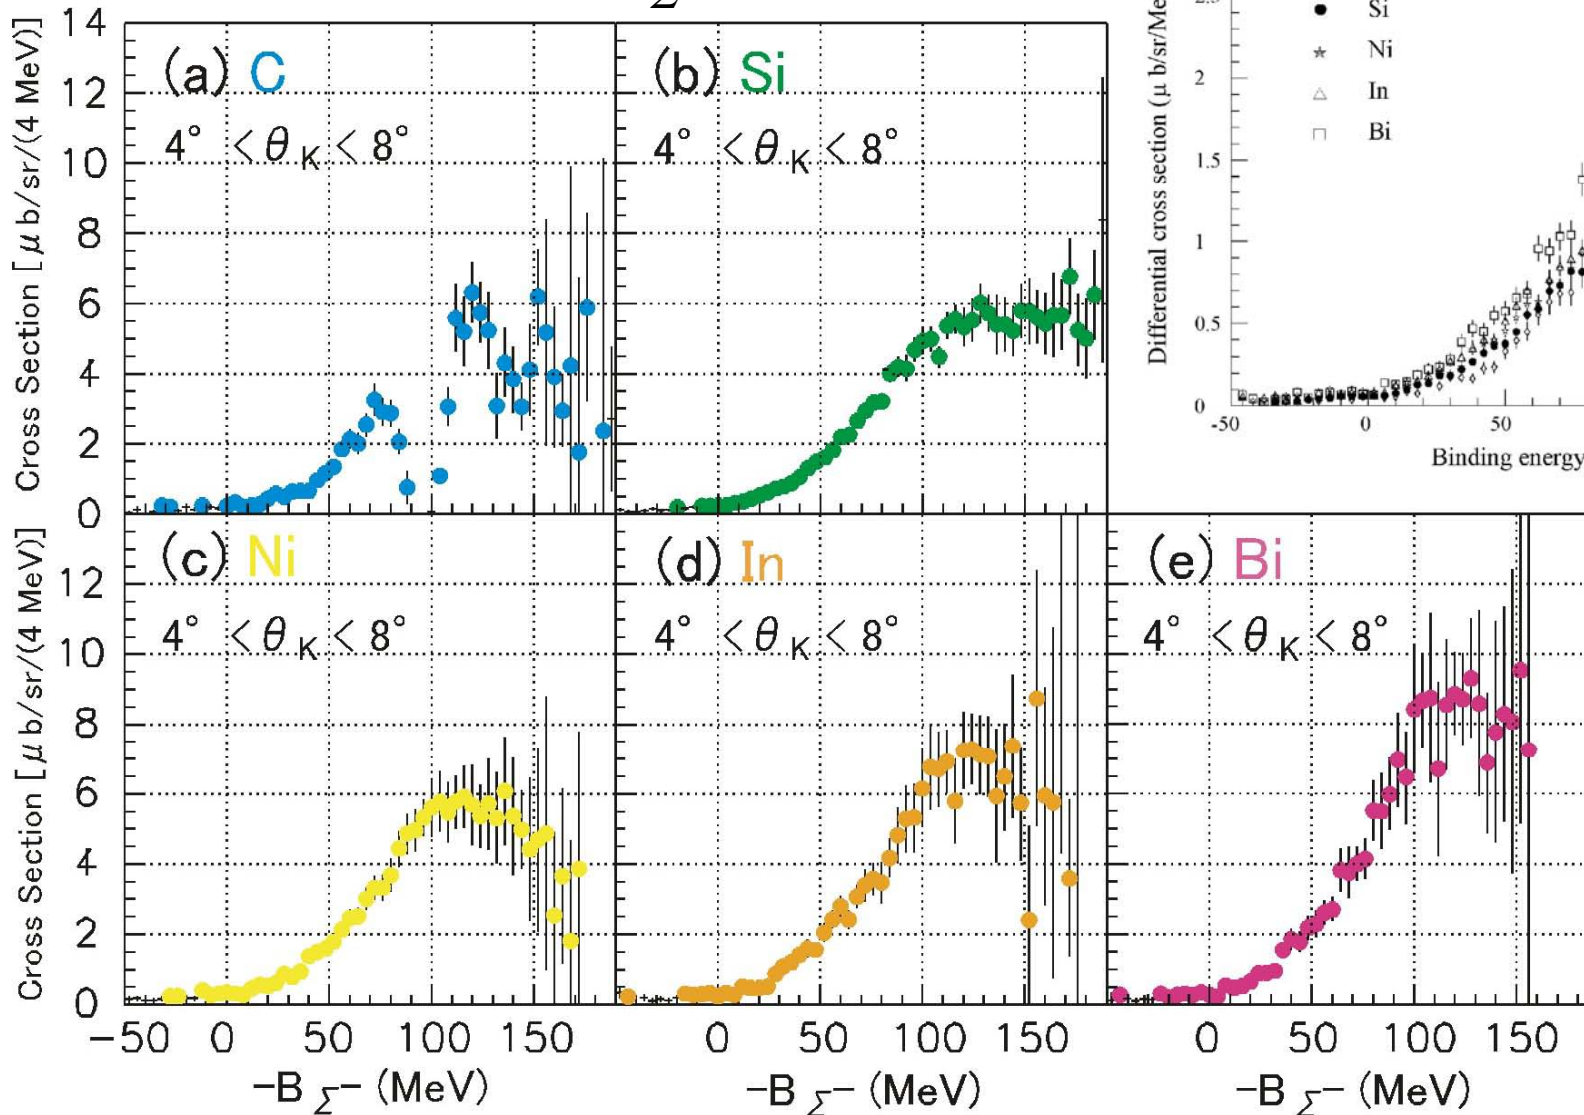 Σ
14
12
10
8
6
4
2
0
Cross Section [μb/sr/(4 MeV)]
(a) C
4° <θK< 8°
(b) Si
4° <θK< 8°
Differential cross section (μ b/sr/Me
2.5
2
1.5
1
0.5
0
Si
Ni
In
Bi
-50
0
50
Binding energy
12
10
8
6
4
2
0
Cross Section [μb/sr/(4 MeV)]
(c) Ni
4° <θK< 8°
(d) In
4° <θK< 8°
(e) Bi
4° <θK< 8°
-50 0 50 100 150
0 50 100 150
0 50 100 150
-BΣ- (MeV)
-BΣ- (MeV)
-BΣ- (MeV)